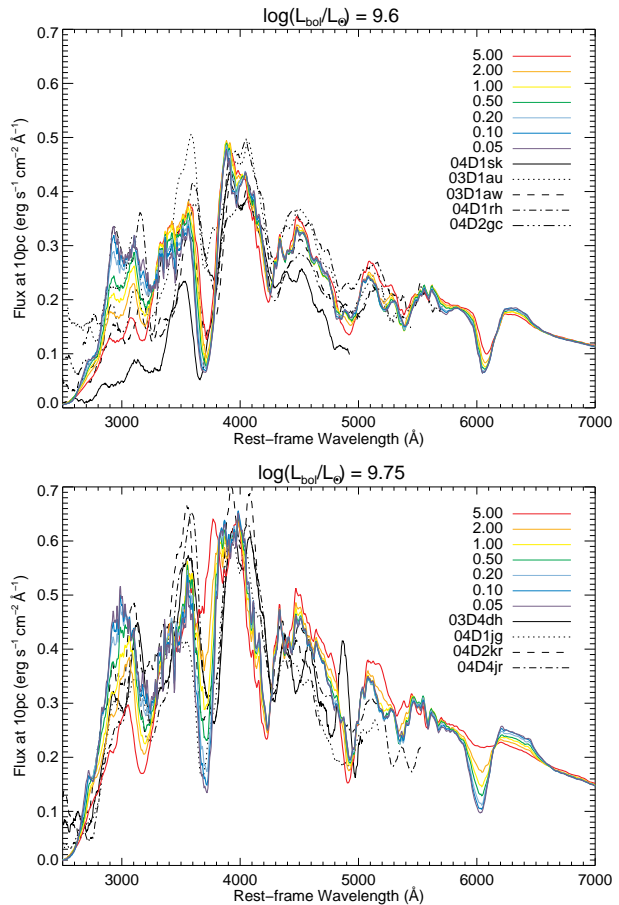 log(Lbol/L☉) = 9.6
0.7
0.6
0.5
0.4
0.3
0.2
0.1
0.0
Flux at 10pc (erg s⁻¹ cm⁻² Å⁻¹)
5.00
2.00
1.00
0.50
0.20
0.10
0.05
04D1sk
03D1au
03D1aw
04D1rh
04D2gc
3000 4000 5000 6000 7000
Rest−frame Wavelength (Å)
log(Lbol/L☉) = 9.75
0.7
0.6
0.5
0.4
0.3
0.2
0.1
0.0
Flux at 10pc (erg s⁻¹ cm⁻² Å⁻¹)
5.00
2.00
1.00
0.50
0.20
0.10
0.05
03D4dh
04D1jg
04D2kr
04D4jr
3000 4000 5000 6000 7000
Rest−frame Wavelength (Å)